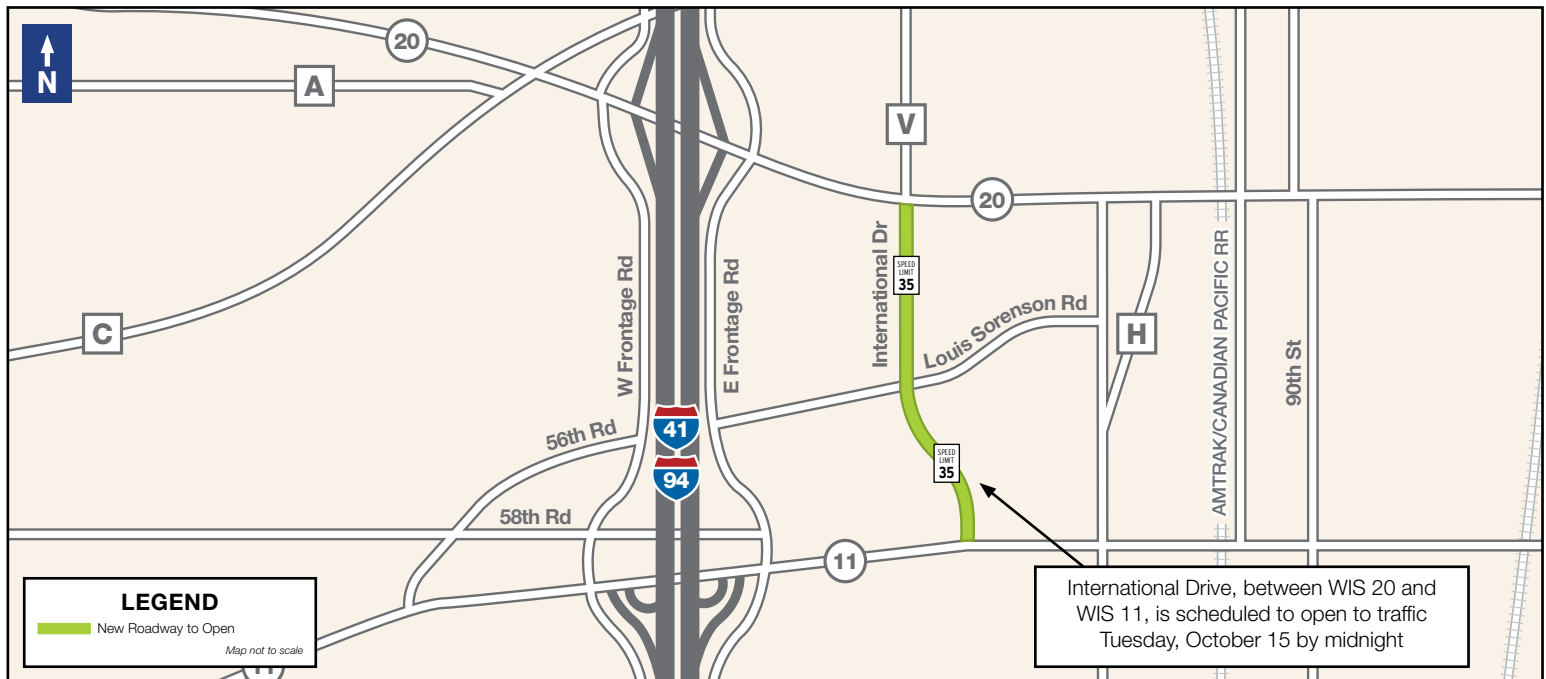 N
20
A
V
20
International Dr
SPEED
LIMIT
35
W Frontage Rd
E Frontage Rd
Louis Sorenson Rd
C
H
AMTRAK/CANADIAN PACIFIC RR
90th St
41
56th Rd
94
SPEED
LIMIT
35
58th Rd
11
International Drive, between WIS 20 and
WIS 11, is scheduled to open to traffic
Tuesday, October 15 by midnight
LEGEND
New Roadway to Open
Map not to scale